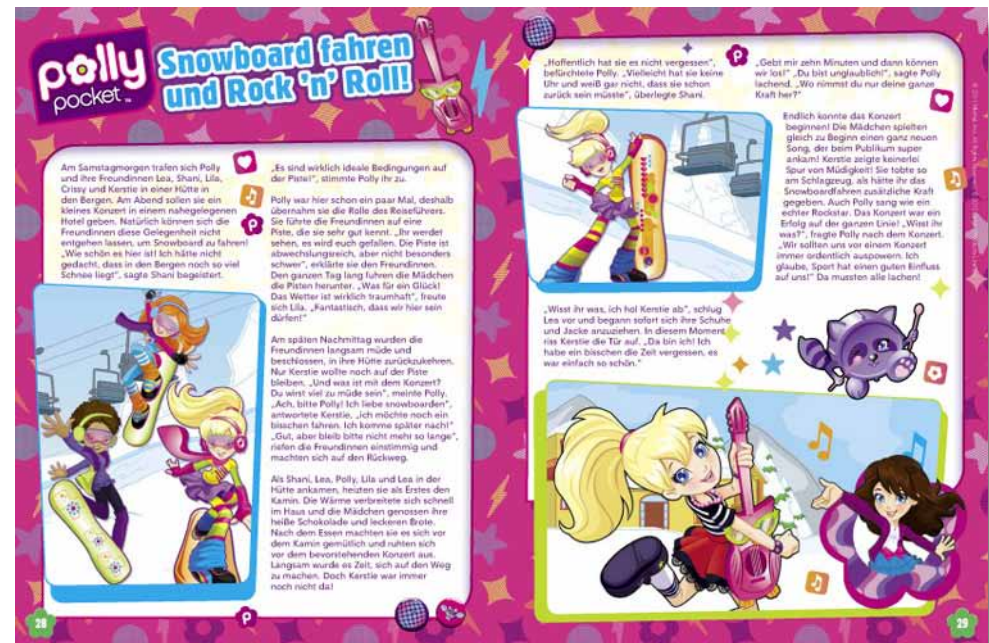 polly
pocket™
Snowboard fahren
und Rock 'n' Roll!
Am Samstagmorgen trafen sich Polly
und ihre Freundinnen Lea, Shani, Lila,
Crissy und Kerstie in einer Hütte in
den Bergen. Am Abend sollen sie ein
kleines Konzert in einem nahegelegenen
Hotel geben. Natürlich können sich die
Freundinnen diese Gelegenheit nicht
entgehen lassen, um Snowboard zu fahren!
„Wie schön es hier ist! Ich hätte nicht
gedacht, dass in den Bergen noch so viel
Schnee liegt", sagte Shani begeistert.
„Es sind wirklich ideale Bedingungen auf
der Piste!", stimmte Polly ihr zu.
Polly war hier schon ein paar Mal, deshalb
übernahm sie die Rolle des Reiseführers.
Sie führte die Freundinnen auf eine
Piste, die sie sehr gut kennt. „Ihr werdet
sehen, es wird euch gefallen. Die Piste ist
abwechslungsreich, aber nicht besonders
schwer", erklärte sie den Freundinnen.
Den ganzen Tag lang fuhren die Mädchen
die Pisten herunter. „Was für ein Glück!
Das Wetter ist wirklich traumhaft", freute
sich Lila. „Fantastisch, dass wir hier sein
dürfen!"
Am späten Nachmittag wurden die
Freundinnen langsam müde und
beschlossen, in ihre Hütte zurückzukehren.
Nur Kerstie wollte noch auf der Piste
bleiben. „Und was ist mit dem Konzert?
Du wirst viel zu müde sein", meinte Polly.
„Ach, bitte Polly! Ich liebe snowboarden",
antwortete Kerstie, „ich möchte noch ein
bisschen fahren. Ich komme später nach!"
„Gut, aber bleib bitte nicht mehr so lange",
riefen die Freundinnen einstimmig und
machten sich auf den Rückweg.
Als Shani, Lea, Polly, Lila und Lea in der
Hütte ankamen, heizten sie als Erstes den
Kamin. Die Wärme verbreitete sich schnell
im Haus und die Mädchen genossen ihre
heiße Schokolade und leckeren Brote.
Nach dem Essen machten sie es sich vor
dem Kamin gemütlich und ruhten sich
vor dem bevorstehenden Konzert aus.
Langsam wurde es Zeit, sich auf den Weg
zu machen. Doch Kerstie war immer
noch nicht da!
28
P
„Hoffentlich hat sie es nicht vergessen",
befürchtete Polly. „Vielleicht hat sie keine
Uhr und weiß gar nicht, dass sie schon
zurück sein müsste", überlegte Shani.
„Wisst ihr was, ich hol Kerstie ab", schlug
Lea vor und begann sofort sich ihre Schuhe
und Jacke anzuziehen. In diesem Moment
riss Kerstie die Tür auf. „Da bin ich! Ich
habe ein bisschen die Zeit vergessen, es
war einfach so schön."
„Gebt mir zehn Minuten und dann können
wir los!" „Du bist unglaublich!", sagte Polly
lachend. „Wo nimmst du nur deine ganze
Kraft her?"
Endlich konnte das Konzert
beginnen! Die Mädchen spielten
gleich zu Beginn einen ganz neuen
Song, der beim Publikum super
ankam! Kerstie zeigte keinerlei
Spur von Müdigkeit! Sie tobte so
am Schlagzeug, als hätte ihr das
Snowboardfahren zusätzliche Kraft
gegeben. Auch Polly sang wie ein
echter Rockstar. Das Konzert war ein
Erfolg auf der ganzen Linie! „Wisst ihr
was?", fragte Polly nach dem Konzert.
„Wir sollten uns vor einem Konzert
immer ordentlich auspowern. Ich
glaube, Sport hat einen guten Einfluss
auf uns!" Da mussten alle lachen!
29